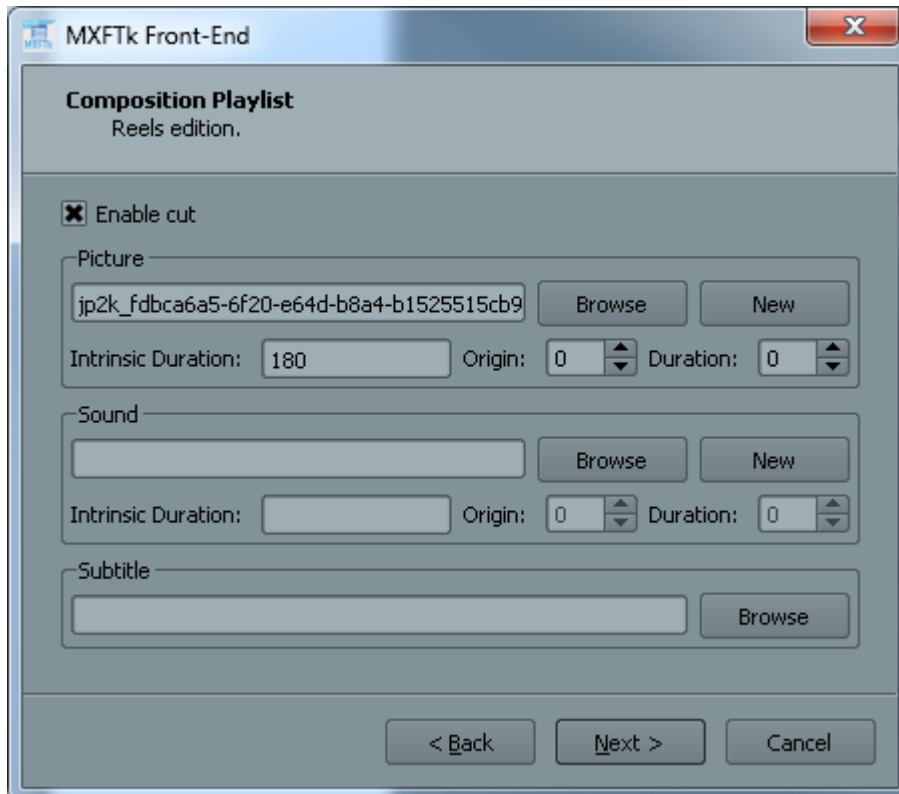 MXFTk Front-End
Composition Playlist
Reels edition.
Enable cut
Picture
jp2k_fdbca6a5-6f20-e64d-b8a4-b1525515cb9
Browse
New
Intrinsic Duration: 180 Origin: 0 Duration: 0
Sound
Browse
New
Intrinsic Duration: Origin: 0 Duration: 0
Subtitle
Browse
< Back
Next >
Cancel